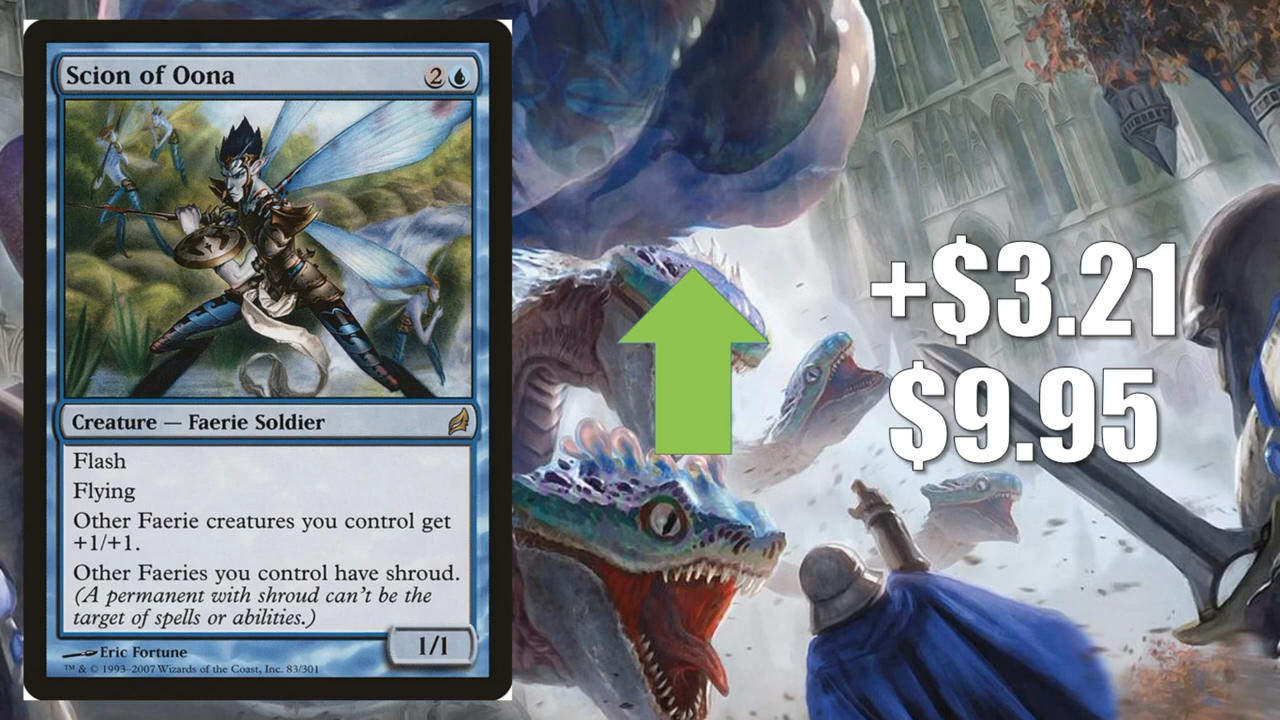 Scion of Oona
2
Creature — Faerie Soldier
Flash
Flying
Other Faerie creatures you control get
+1/+1.
Other Faeries you control have shroud.
(A permanent with shroud can't be the
target of spells or abilities.)
1/1
Eric Fortune
™ & © 1993–2007 Wizards of the Coast, Inc. 83/301
+$3.21
$9.95